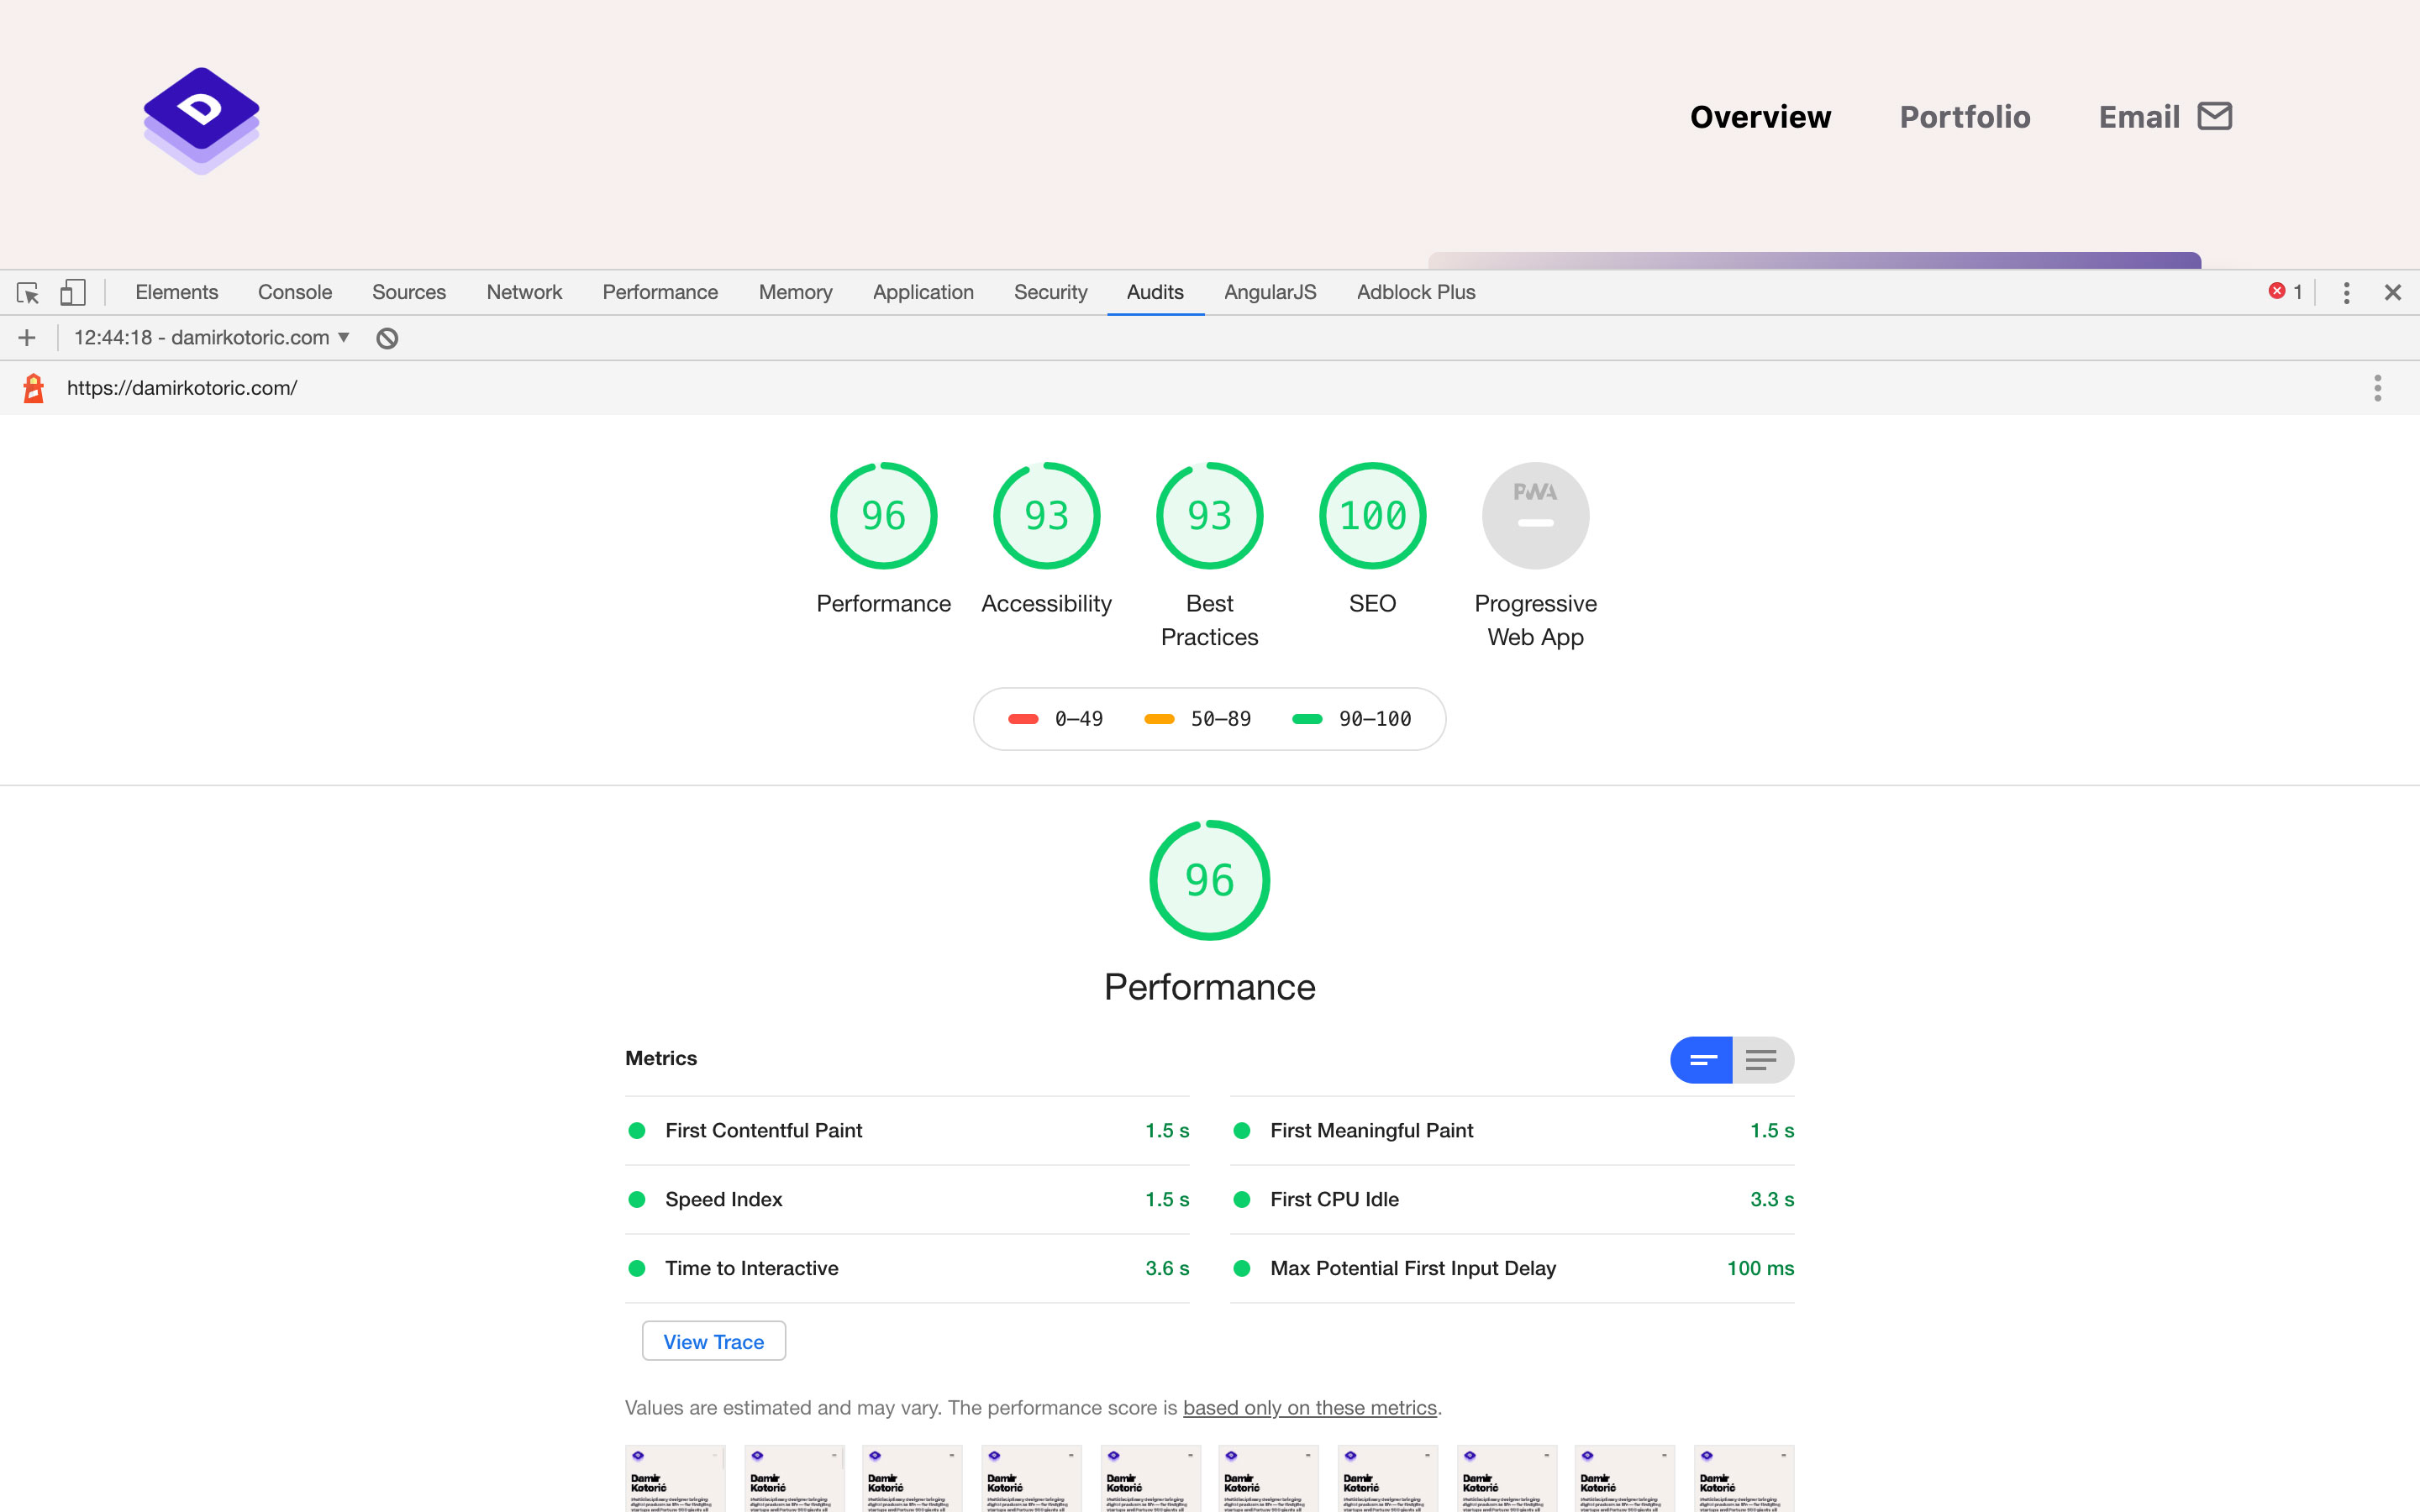 D
Overview Portfolio Email
Elements Console Sources Network Performance Memory Application Security Audits AngularJS Adblock Plus 1
12:44:18 - damirkotoric.com
https://damirkotoric.com/
96 93 93 100 PWA
Performance Accessibility Best Practices SEO Progressive Web App
0–49 50–89 90–100
96
Performance
Metrics
First Contentful Paint 1.5 s First Meaningful Paint 1.5 s
Speed Index 1.5 s First CPU Idle 3.3 s
Time to Interactive 3.6 s Max Potential First Input Delay 100 ms
View Trace
Values are estimated and may vary. The performance score is based only on these metrics.
Damir Damir Damir Damir Damir Damir Damir Damir Damir Damir
Kotorić Kotorić Kotorić Kotorić Kotorić Kotorić Kotorić Kotorić Kotorić Kotorić